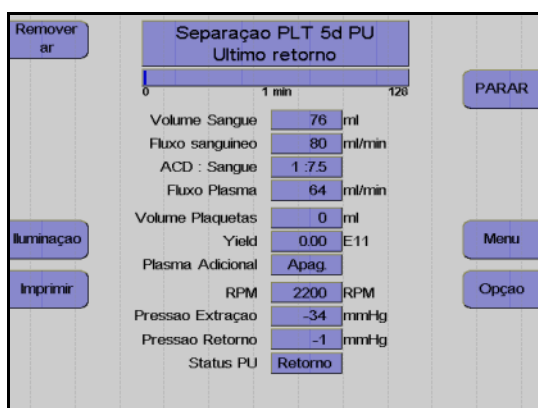 Remover
ar
Separaçao PLT 5d PU
Ultimo retorno
0 1 min 128
PARAR
Volume Sangue 76 ml
Fluxo sanguineo 80 ml/min
ACD : Sangue 1 :7.5
Fluxo Plasma 64 ml/min
Volume Plaquetas 0 ml
Iluminaçao
Yield 0.00 E11
Menu
Plasma Adicional Apag.
Imprimir
RPM 2200 RPM
Opçao
Pressao Extraçao -34 mmHg
Pressao Retorno -1 mmHg
Status PU Retorno